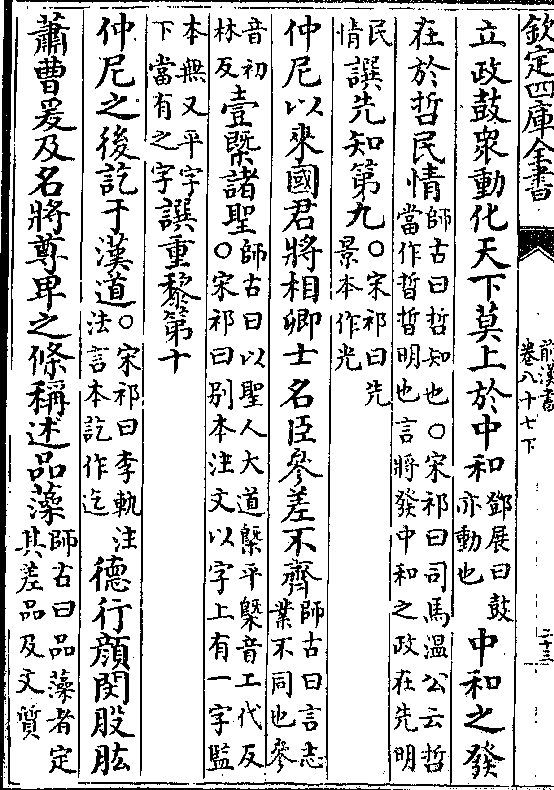 欽定四庫全書
前漢書
卷八十七下
二十三
立政鼓衆動化天下莫上於中和鄧展曰鼓亦動也中和之發
在於哲民情師古曰哲知也○宋祁曰司馬温公云哲當作晢晢明也言將發中和之政在先明
民情譔先知第九○宋祁曰先景本作光
仲尼以來國君將相卿士名臣參差不齊師古曰言志業不同也參
音初林反壹槩諸聖師古曰以聖人大道槩平槩音工代反○宋祁曰別本注文以字上有一字監
本無又平字下當有之字譔重黎第十
仲尼之後訖于漢道○宋祁曰李軌注法言本訖作迄德行顔閔股肱
蕭曹爰及名將尊卑之條稱述品藻師古曰品藻者定其差品及文質